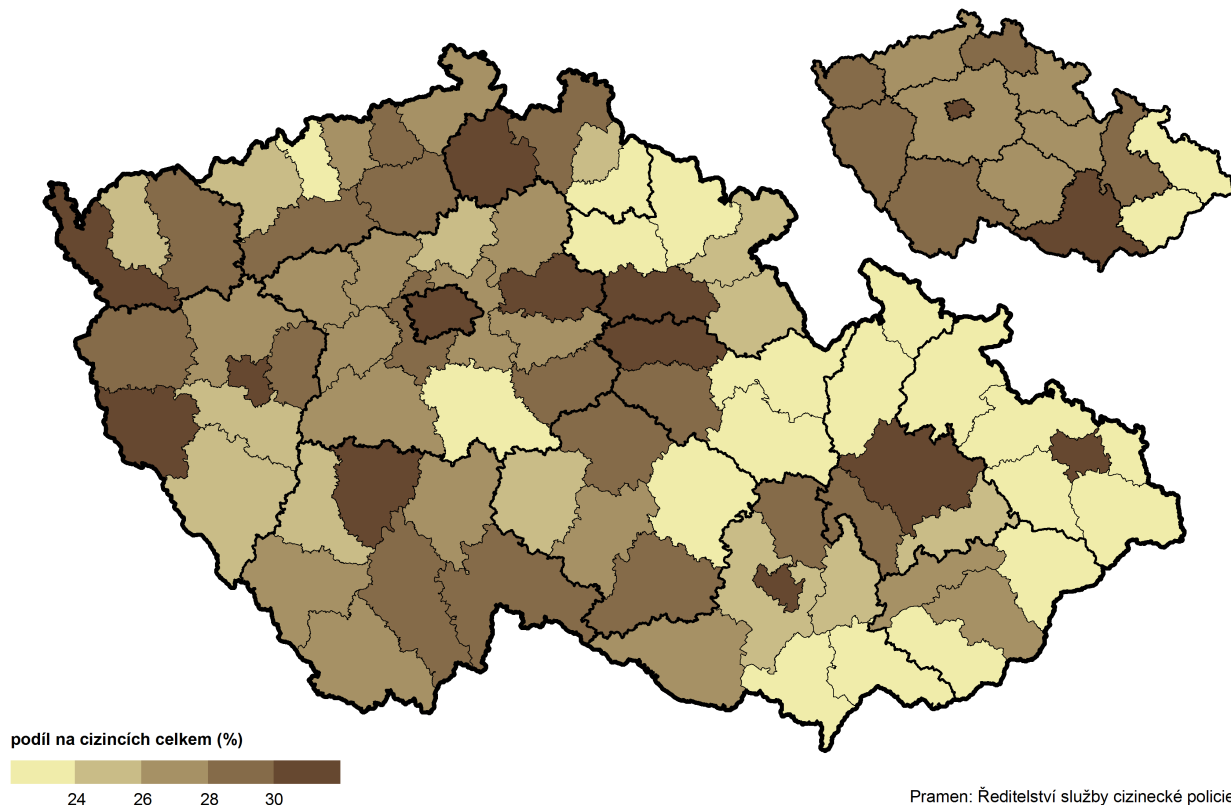 podíl na cizincích celkem (%)
24 26 28 30
Pramen: Ředitelství služby cizinecké policie